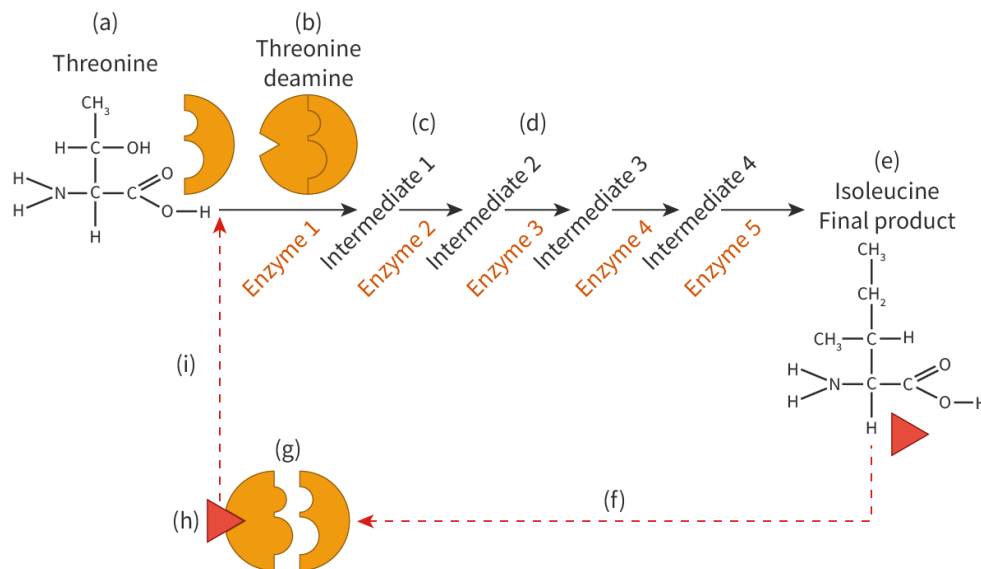 (a)
Threonine
(b)
Threonine
deamine
(c)
(d)
(e)
Isoleucine
Final product
CH₃
H
C
OH
H
H
N
C
C
O
O
H
H
Enzyme 1
Intermediate 1
Enzyme 2
Intermediate 2
Enzyme 3
Intermediate 3
Enzyme 4
Intermediate 4
Enzyme 5
CH₃
CH₂
CH₃
C
H
H
H
N
C
C
O
O
H
H
(i)
(g)
(h)
(f)